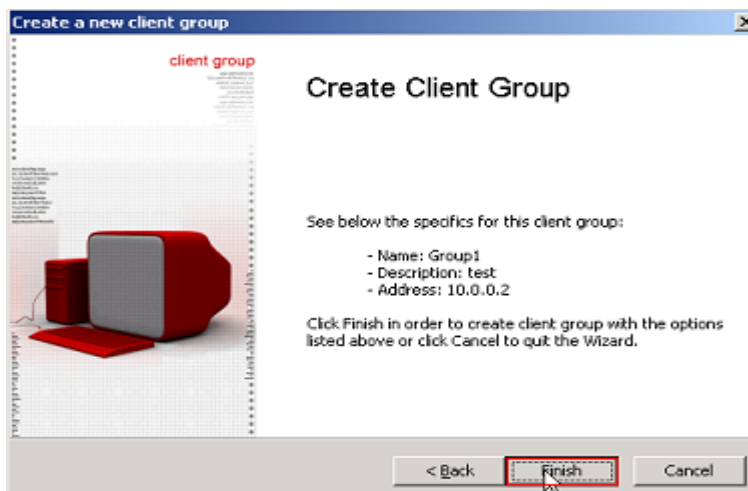 Create a new client group
client group
Create Client Group
See below the specifics for this client group:
- Name: Group1
- Description: test
- Address: 10.0.0.2
Click Finish in order to create client group with the options
listed above or click Cancel to quit the Wizard.
< Back
Finish
Cancel